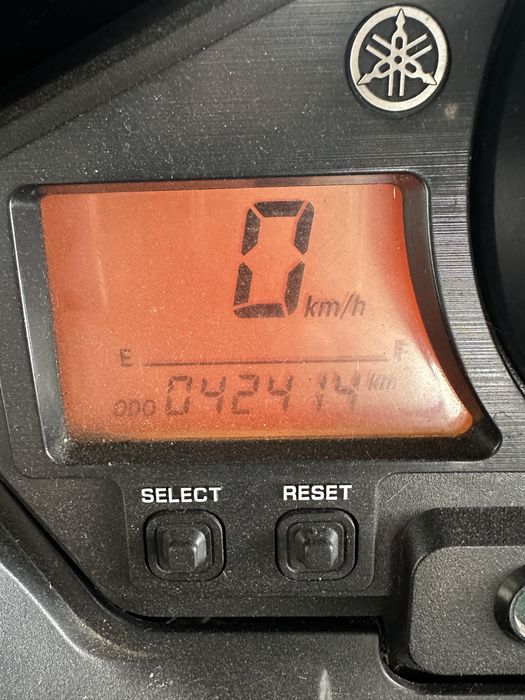 0 km/h
E F
ODO 042414 km
SELECT RESET